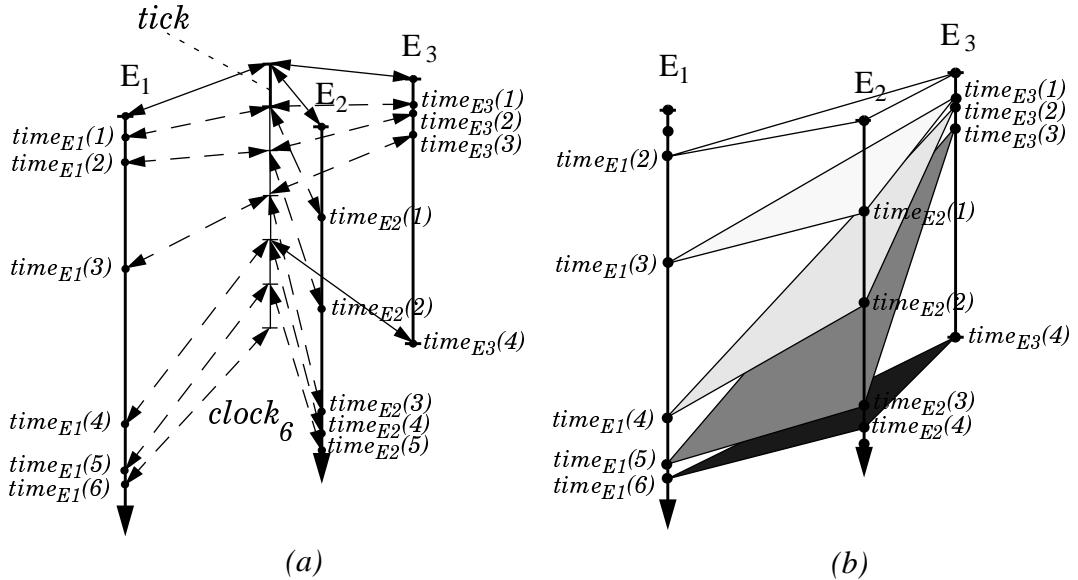 tick
E1
E2
E3
timeE3(1)
timeE3(2)
timeE3(3)
timeE1(1)
timeE1(2)
timeE2(1)
timeE1(3)
timeE2(2)
timeE3(4)
clock6
timeE2(3)
timeE2(4)
timeE2(5)
timeE1(4)
timeE1(5)
timeE1(6)
(a)
E1
E2
E3
timeE3(1)
timeE3(2)
timeE3(3)
timeE1(2)
timeE2(1)
timeE1(3)
timeE2(2)
timeE3(4)
timeE2(3)
timeE2(4)
timeE1(4)
timeE1(5)
timeE1(6)
(b)